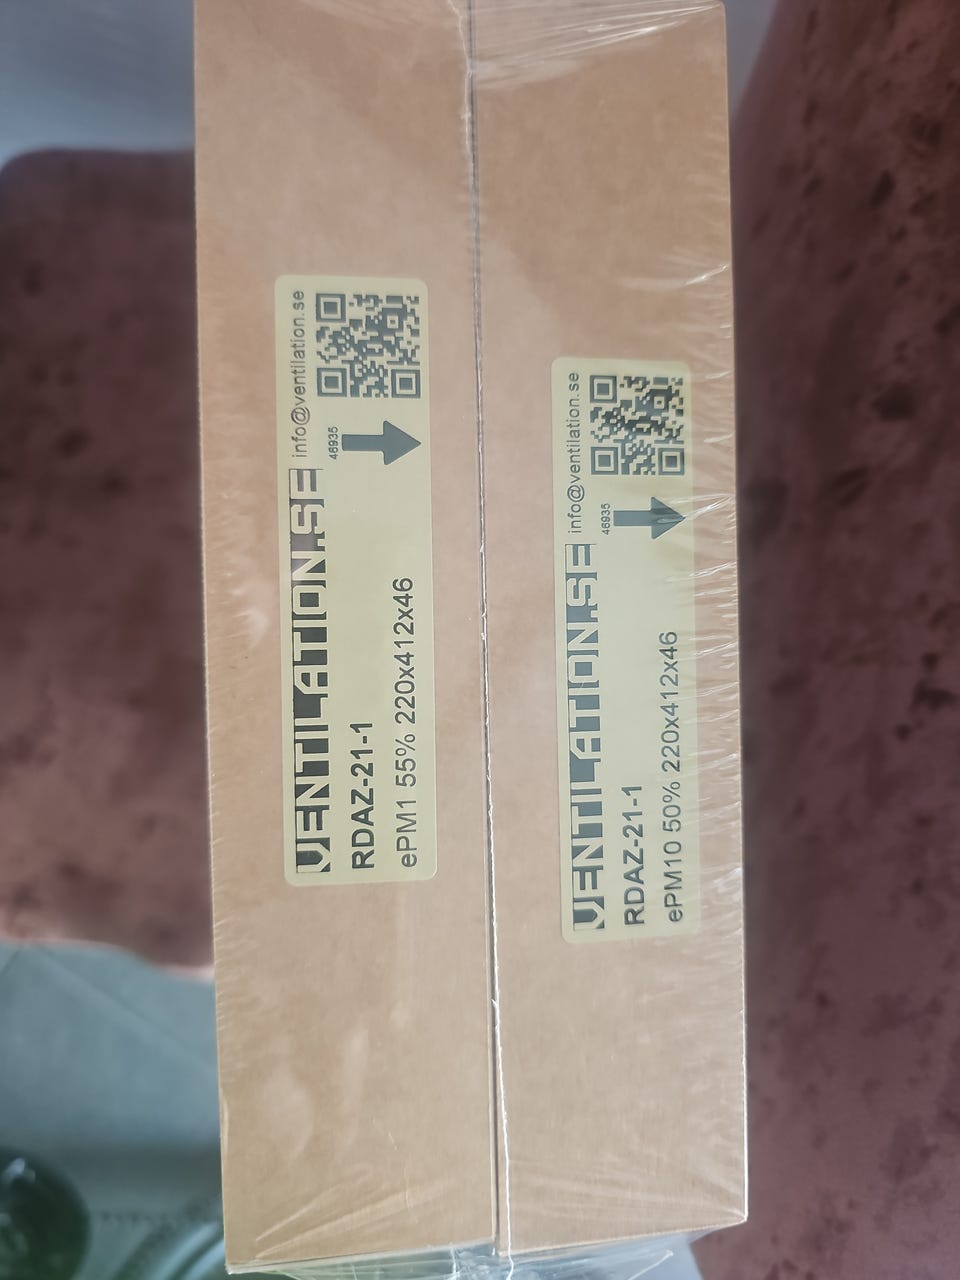 VENTILATION.SE info@ventilation.se
46935
RDAZ-21-1
ePM1 55% 220x412x46
VENTILATION.SE info@ventilation.se
46935
RDAZ-21-1
ePM10 50% 220x412x46